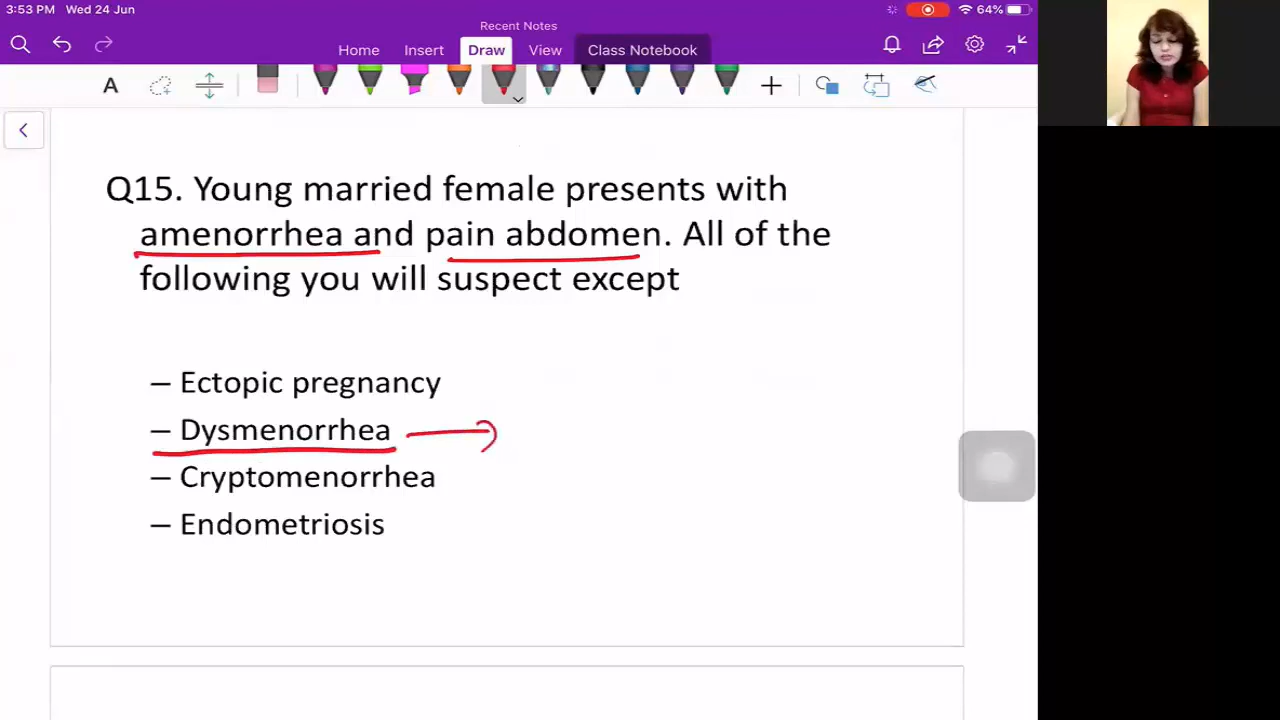 3:53 PM Wed 24 Jun
64%
Recent Notes
Home Insert Draw View Class Notebook
A
Q15. Young married female presents with
amenorrhea and pain abdomen. All of the
following you will suspect except
– Ectopic pregnancy
– Dysmenorrhea
– Cryptomenorrhea
– Endometriosis